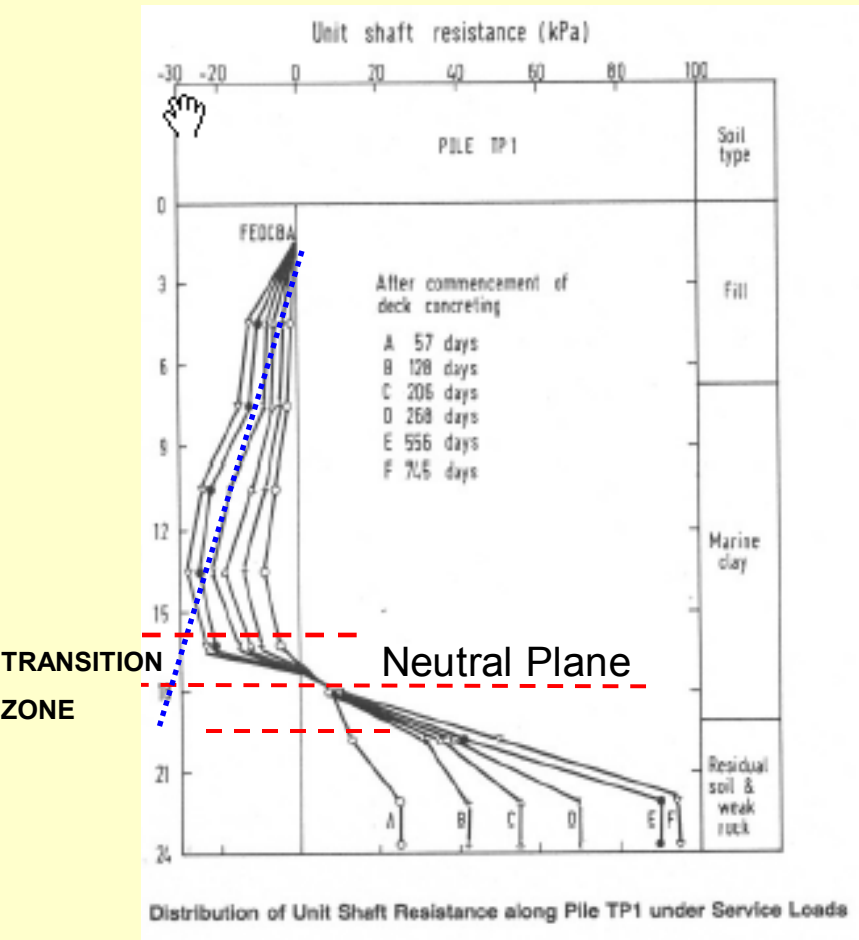 Unit shaft resistance (kPa)
-30 -20 0 20 40 60 80 100
PILE TP1
Soil
type
0
FEDCBA
3
After commencement of
deck concreting
Fill
A 57 days
6
B 128 days
C 206 days
D 268 days
9
E 556 days
F 745 days
12
Marine
clay
15
TRANSITION
Neutral Plane
ZONE
21
Residual
soil &
weak
rock
A B C D E F
24
Distribution of Unit Shaft Resistance along Pile TP1 under Service Loads